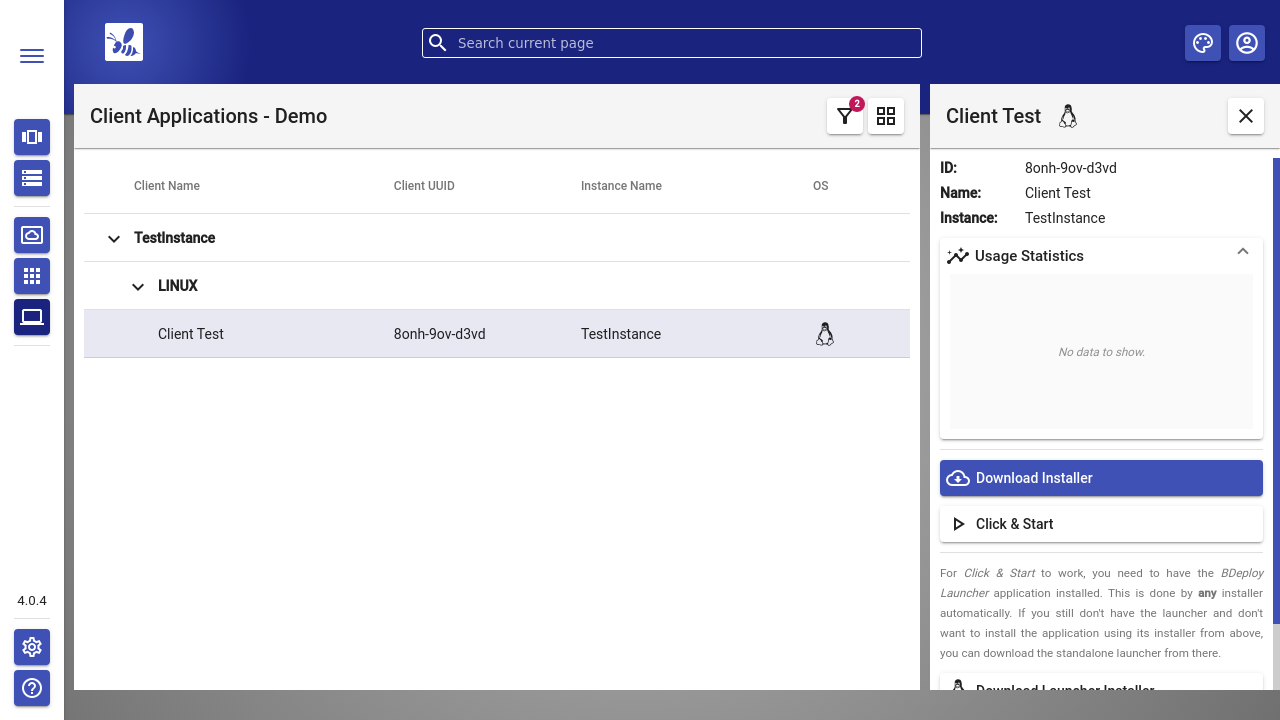 Search current page
Client Applications - Demo
2
Client Test
Client Name Client UUID Instance Name OS
TestInstance
LINUX
Client Test 8onh-9ov-d3vd TestInstance
ID: 8onh-9ov-d3vd
Name: Client Test
Instance: TestInstance
Usage Statistics
No data to show.
Download Installer
Click & Start
For Click & Start to work, you need to have the BDeploy
Launcher application installed. This is done by any installer
automatically. If you still don't have the launcher and don't
want to install the application using its installer from above,
you can download the standalone launcher from there.
Download Launcher Installer
4.0.4